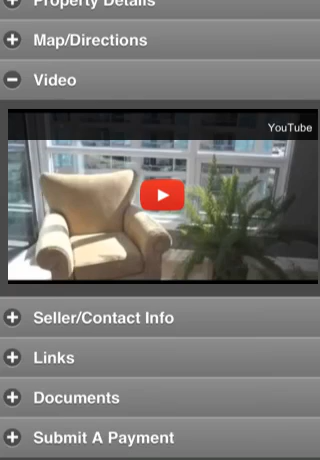 Property Details
Map/Directions
Video
YouTube
Seller/Contact Info
Links
Documents
Submit A Payment